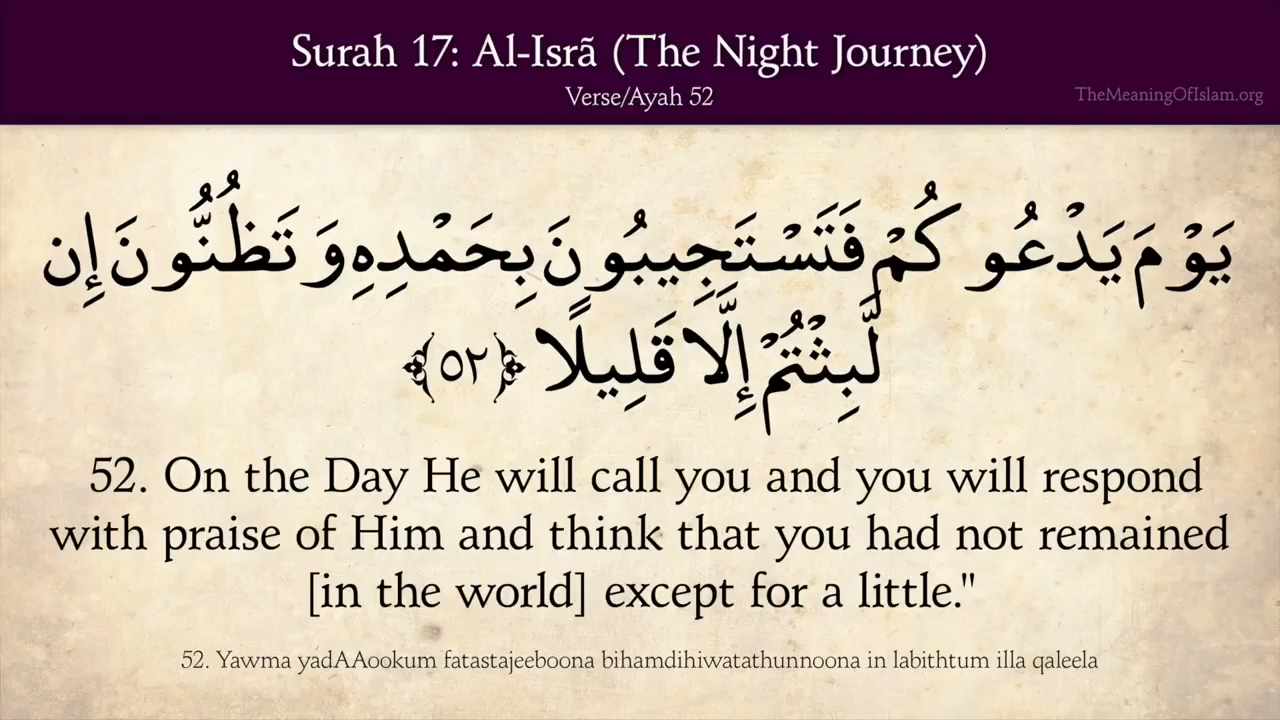 Surah 17: Al-Isrã (The Night Journey)
Verse/Ayah 52
TheMeaningOfIslam.org
يَوْمَ يَدْعُوكُمْ فَتَسْتَجِيبُونَ بِحَمْدِهِ وَتَظُنُّونَ إِن
لَّبِثْتُمْ إِلَّا قَلِيلًا ﴿٥٢﴾
52. On the Day He will call you and you will respond
with praise of Him and think that you had not remained
[in the world] except for a little."
52. Yawma yadAAookum fatastajeeboona bihamdihiwatathunnoona in labithtum illa qaleela